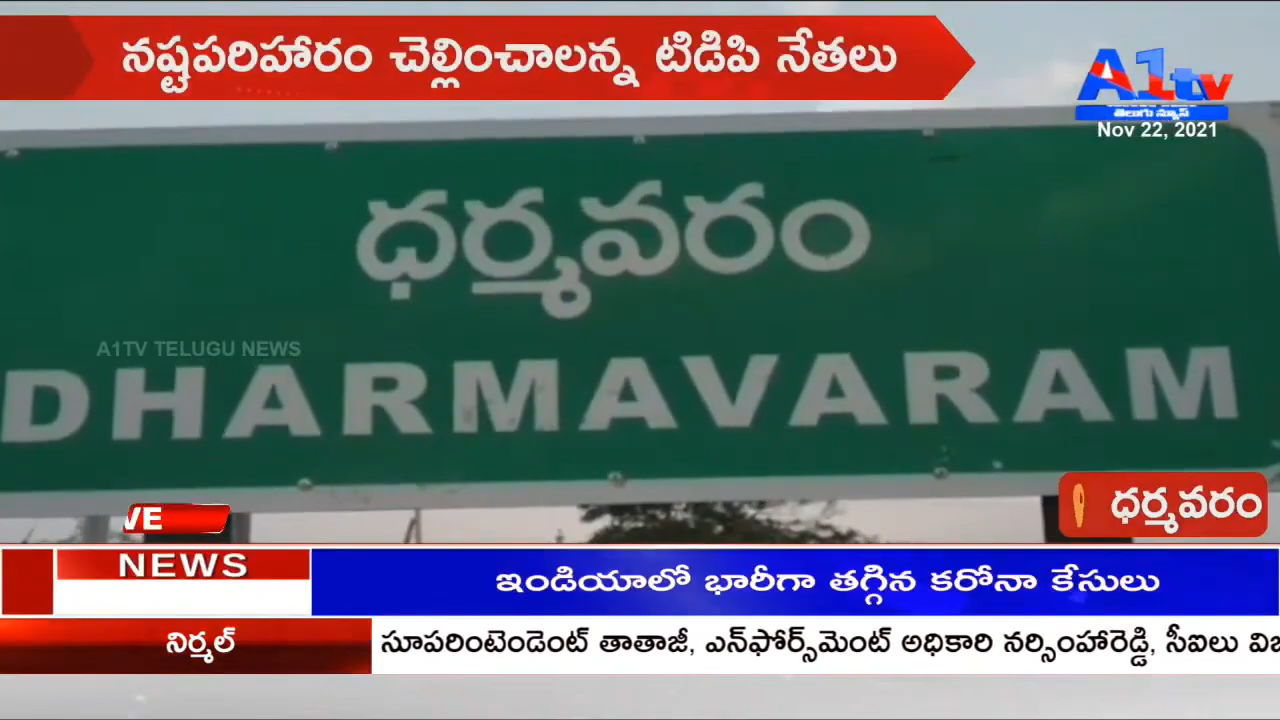 నష్టపరిహారం చెల్లించాలన్న టిడిపి నేతలు
A1tv
తెలుగు న్యూస్
Nov 22, 2021
ధర్మవరం
A1TV TELUGU NEWS
DHARMAVARAM
ధర్మవరం
VE
NEWS
ఇండియాలో భారీగా తగ్గిన కరోనా కేసులు
నిర్మల్
సూపరింటెండెంట్ తాతాజీ, ఎన్‌ఫోర్స్‌మెంట్ అధికారి నర్సింహారెడ్డి, సీఐలు